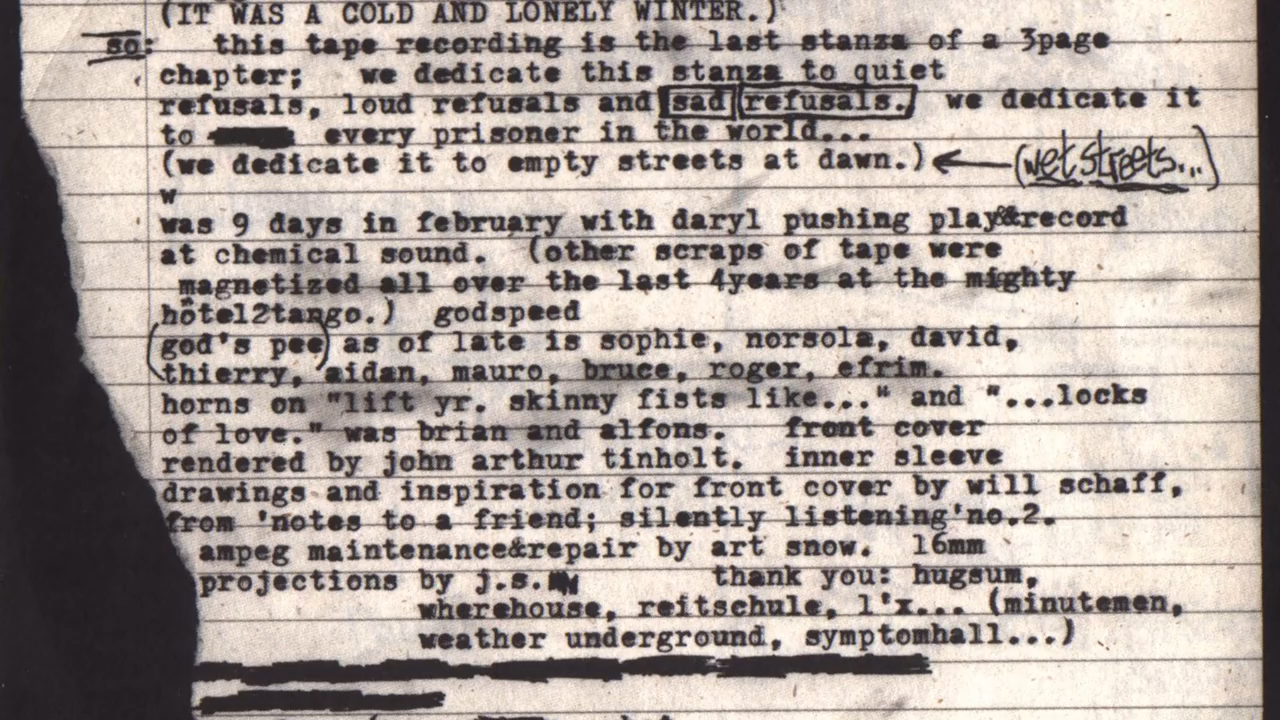 (IT WAS A COLD AND LONELY WINTER.)
so: this tape recording is the last stanza of a 3page
chapter; we dedicate this stanza to quiet
refusals, loud refusals and sad refusals. we dedicate it
to every prisoner in the world...
(we dedicate it to empty streets at dawn.) (wet streets...)
w
was 9 days in february with daryl pushing play&record
at chemical sound. (other scraps of tape were
magnetized all over the last 4years at the mighty
hôtel2tango.) godspeed
(god's pee) as of late is sophie, norsola, david,
thierry, aidan, mauro, bruce, roger, efrim.
horns on "lift yr. skinny fists like..." and "...locks
of love." was brian and alfons. front cover
rendered by john arthur tinholt. inner sleeve
drawings and inspiration for front cover by will schaff,
from 'notes to a friend; silently listening'no.2.
ampeg maintenance&repair by art snow. 16mm
projections by j.s. thank you: hugsum,
wherehouse, reitschule, l'x... (minutemen,
weather underground, symptomhall...)